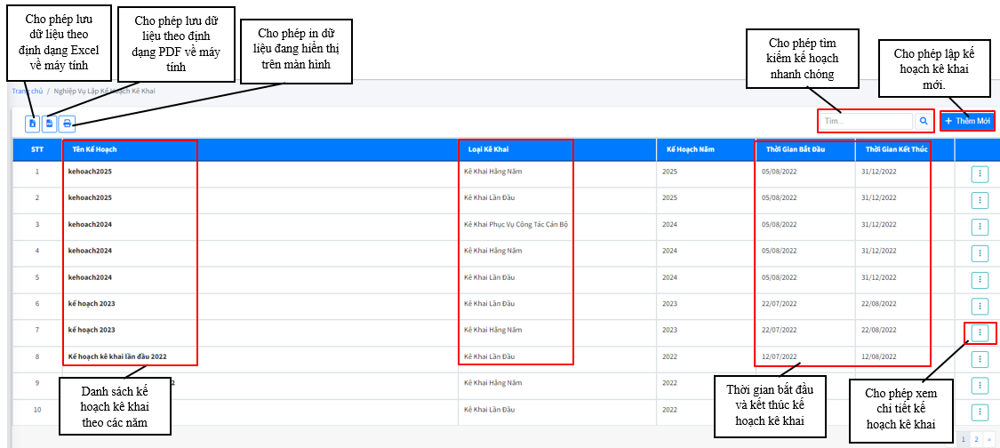 Cho phép lưu
dữ liệu theo
định dạng Excel
về máy tính
Cho phép lưu dữ
liệu theo định
dạng PDF về máy
tính
Cho phép in dữ
liệu đang hiển thị
trên màn hình
Cho phép tìm
kiếm kế hoạch
nhanh chóng
Cho phép lập kế
hoạch kê khai
mới.
Trang chủ / Nghiệp Vụ Lập Kế Hoạch Kê Khai
Tìm...
+ Thêm Mới
STT Tên Kế Hoạch Loại Kê Khai Kế Hoạch Năm Thời Gian Bắt Đầu Thời Gian Kết Thúc
1 kehoach2025 Kê Khai Hằng Năm 2025 05/08/2022 31/12/2022
2 kehoach2025 Kê Khai Lần Đầu 2025 05/08/2022 31/12/2022
3 kehoach2024 Kê Khai Phục Vụ Công Tác Cán Bộ 2024 05/08/2022 31/12/2022
4 kehoach2024 Kê Khai Hằng Năm 2024 05/08/2022 31/12/2022
5 kehoach2024 Kê Khai Lần Đầu 2024 05/08/2022 31/12/2022
6 kế hoạch 2023 Kê Khai Lần Đầu 2023 22/07/2022 22/08/2022
7 kế hoạch 2023 Kê Khai Hằng Năm 2023 22/07/2022 22/08/2022
8 Kế hoạch kê khai lần đầu 2022 Kê Khai Lần Đầu 2022 12/07/2022 12/08/2022
9 2 Kê Khai Hằng Năm 2022
10 Kê Khai Lần Đầu 2022
Danh sách kế
hoạch kê khai
theo các năm
Thời gian bắt đầu
và kết thúc kế
hoạch kê khai
Cho phép xem
chi tiết kế
hoạch kê khai
1 2 »